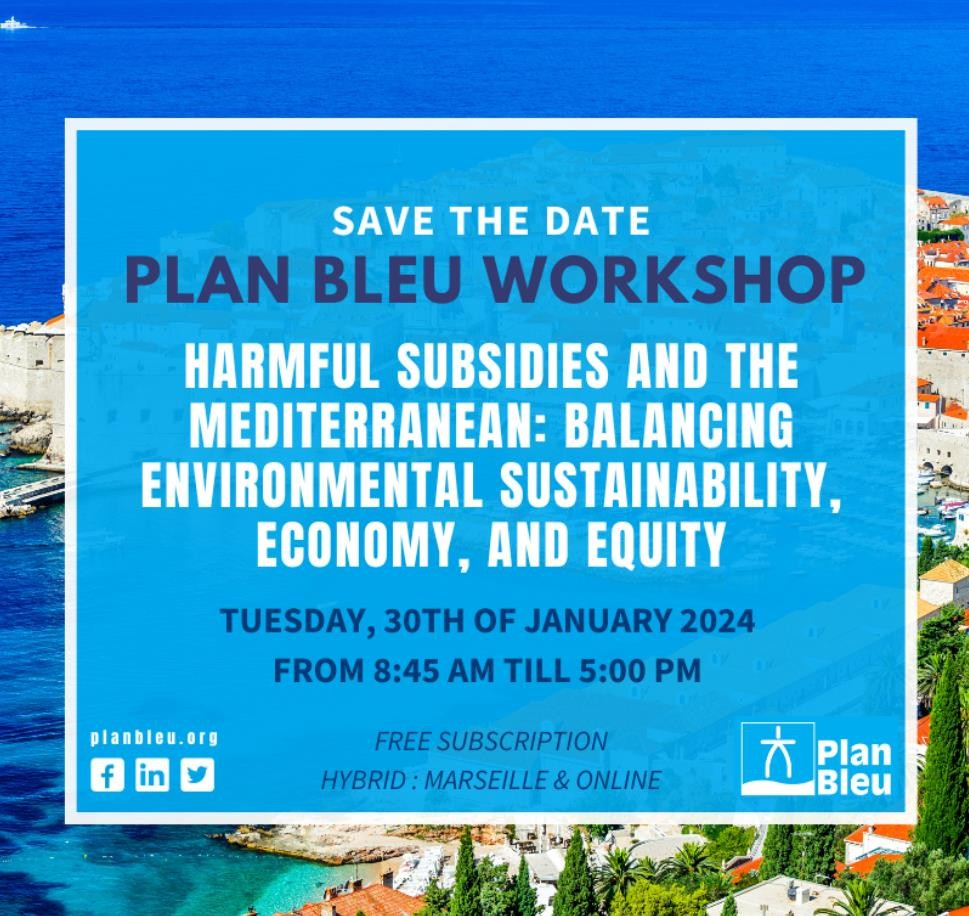 SAVE THE DATE
PLAN BLEU WORKSHOP
HARMFUL SUBSIDIES AND THE
MEDITERRANEAN: BALANCING
ENVIRONMENTAL SUSTAINABILITY,
ECONOMY, AND EQUITY
TUESDAY, 30TH OF JANUARY 2024
FROM 8:45 AM TILL 5:00 PM
planbleu.org
FREE SUBSCRIPTION
HYBRID : MARSEILLE & ONLINE
Plan
Bleu